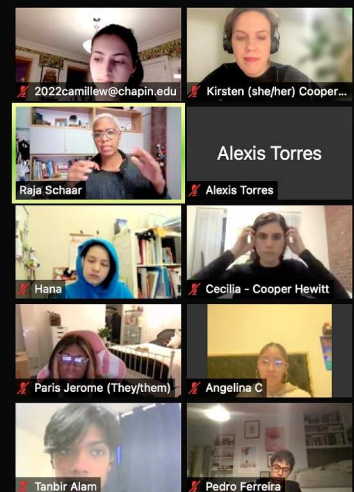 2022camillew@chapin.edu
Kirsten (she/her) Cooper...
Raja Schaar
Alexis Torres
Alexis Torres
Hana
Cecilia - Cooper Hewitt
Paris Jerome (They/them)
Angelina C
Tanbir Alam
Pedro Ferreira